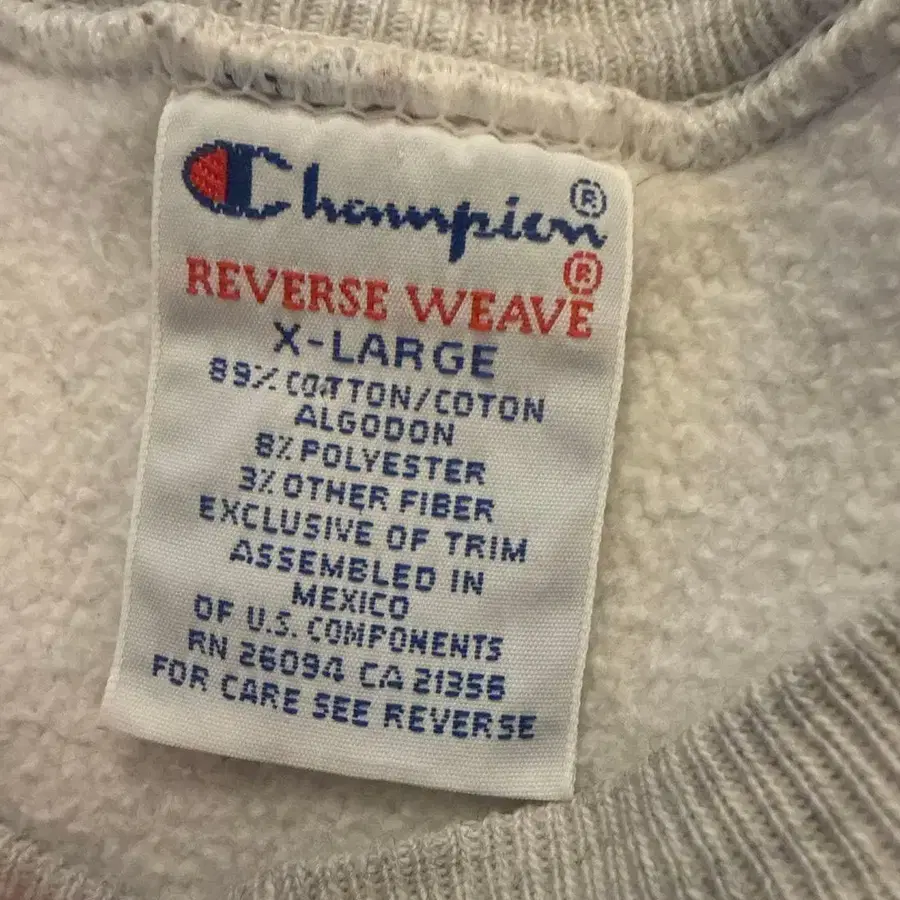 Champion®
REVERSE WEAVE®
X-LARGE
89% COTTON/COTON
ALGODON
8% POLYESTER
3% OTHER FIBER
EXCLUSIVE OF TRIM
ASSEMBLED IN
MEXICO
OF U.S. COMPONENTS
RN 26094 CA 21356
FOR CARE SEE REVERSE